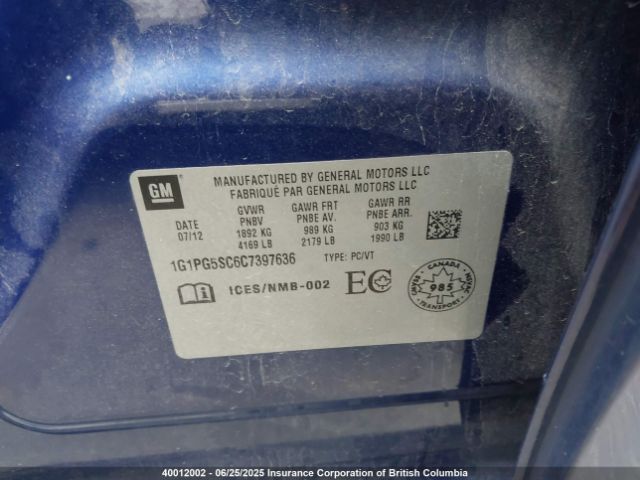 GM
MANUFACTURED BY GENERAL MOTORS LLC
FABRIQUÉ PAR GENERAL MOTORS LLC
DATE
07/12
GVWR
PNBV
1892 KG
4169 LB
GAWR FRT
PNBE AV.
989 KG
2179 LB
GAWR RR
PNBE ARR.
903 KG
1990 LB
1G1PG5SC6C7397636
TYPE: PC/VT
ICES/NMB-002
EC
CANADA
985
TRANSPORT
40012002 - 06/25/2025 Insurance Corporation of British Columbia